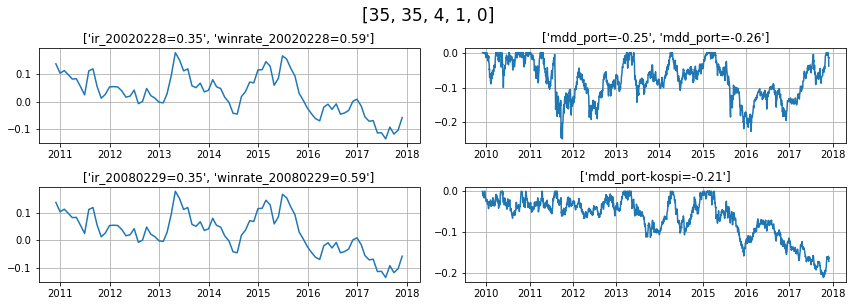 [35, 35, 4, 1, 0]
['ir_20020228=0.35', 'winrate_20020228=0.59']
0.1
0.0
−0.1
2011 2012 2013 2014 2015 2016 2017 2018
['mdd_port=-0.25', 'mdd_port=-0.26']
0.0
−0.1
−0.2
2010 2011 2012 2013 2014 2015 2016 2017 2018
['ir_20080229=0.35', 'winrate_20080229=0.59']
0.1
0.0
−0.1
2011 2012 2013 2014 2015 2016 2017 2018
['mdd_port-kospi=-0.21']
0.0
−0.1
−0.2
2010 2011 2012 2013 2014 2015 2016 2017 2018